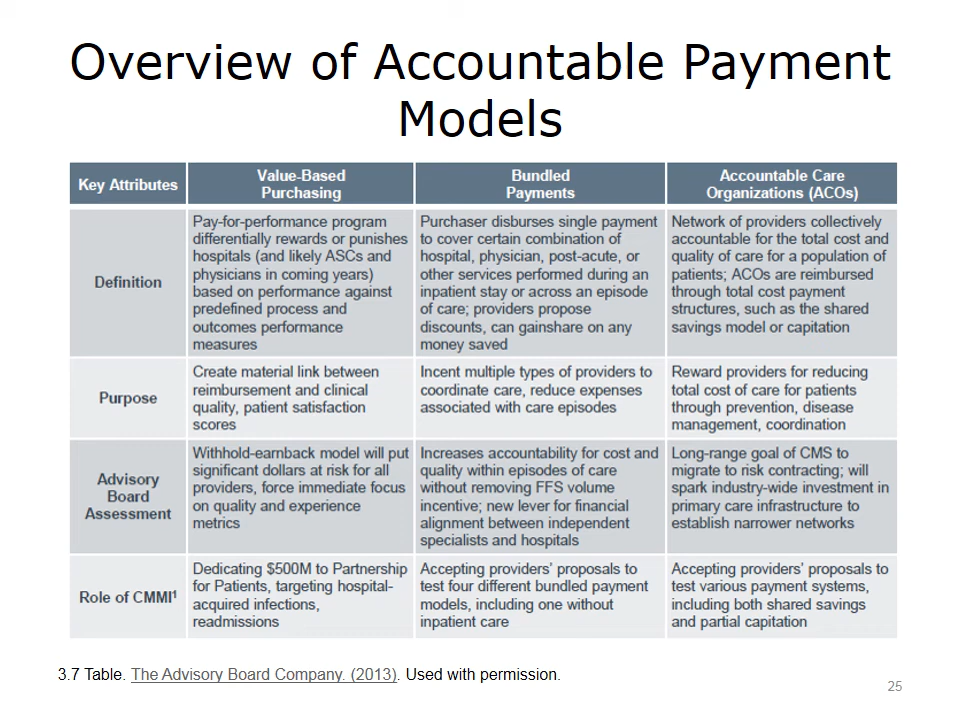 Overview of Accountable Payment
Models
Key Attributes
Value-Based
Purchasing
Bundled
Payments
Accountable Care
Organizations (ACOs)
Definition
Pay-for-performance program
differentially rewards or punishes
hospitals (and likely ASCs and
physicians in coming years)
based on performance against
predefined process and
outcomes performance
measures
Purchaser disburses single payment
to cover certain combination of
hospital, physician, post-acute, or
other services performed during an
inpatient stay or across an episode
of care; providers propose
discounts, can gainshare on any
money saved
Network of providers collectively
accountable for the total cost and
quality of care for a population of
patients; ACOs are reimbursed
through total cost payment
structures, such as the shared
savings model or capitation
Purpose
Create material link between
reimbursement and clinical
quality, patient satisfaction
scores
Incent multiple types of providers to
coordinate care, reduce expenses
associated with care episodes
Reward providers for reducing
total cost of care for patients
through prevention, disease
management, coordination
Advisory
Board
Assessment
Withhold-earnback model will put
significant dollars at risk for all
providers, force immediate focus
on quality and experience
metrics
Increases accountability for cost and
quality within episodes of care
without removing FFS volume
incentive; new lever for financial
alignment between independent
specialists and hospitals
Long-range goal of CMS to
migrate to risk contracting; will
spark industry-wide investment in
primary care infrastructure to
establish narrower networks
Role of CMMI¹
Dedicating $500M to Partnership
for Patients, targeting hospital-
acquired infections,
readmissions
Accepting providers' proposals to
test four different bundled payment
models, including one without
inpatient care
Accepting providers' proposals to
test various payment systems,
including both shared savings
and partial capitation
3.7 Table. The Advisory Board Company. (2013). Used with permission.
25